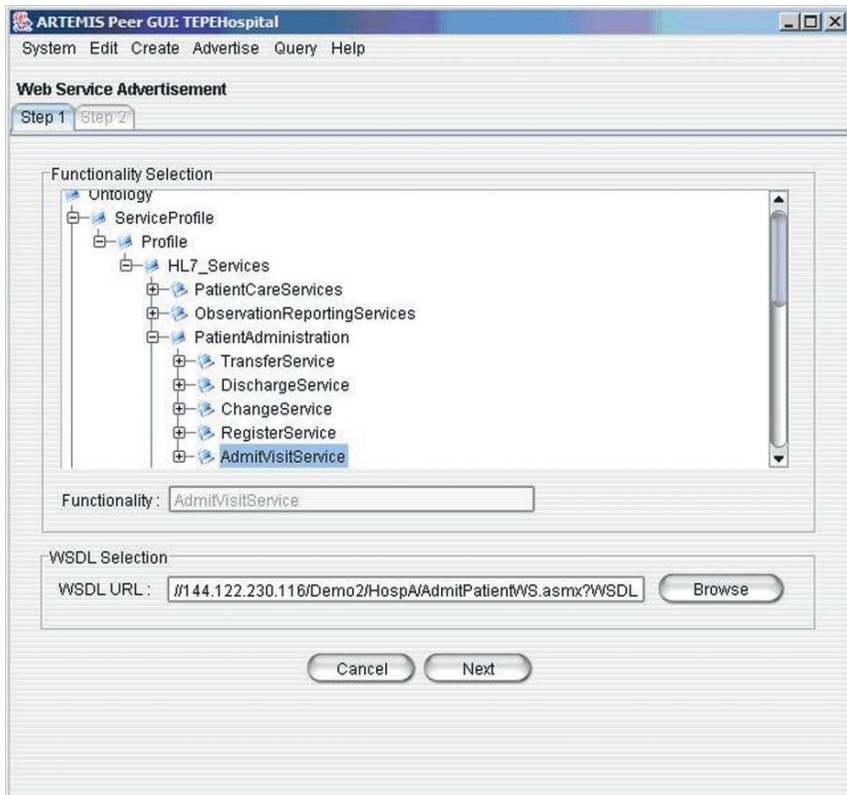 ARTEMIS Peer GUI: TEPEHospital
System Edit Create Advertise Query Help
Web Service Advertisement
Step 1 Step 2
Functionality Selection
Ontology
ServiceProfile
Profile
HL7_Services
PatientCareServices
ObservationReportingServices
PatientAdministration
TransferService
DischargeService
ChangeService
RegisterService
AdmitVisitService
Functionality : AdmitVisitService
WSDL Selection
WSDL URL : //144.122.230.116/Demo2/HospA/AdmitPatientWS.asmx?WSDL Browse
Cancel Next